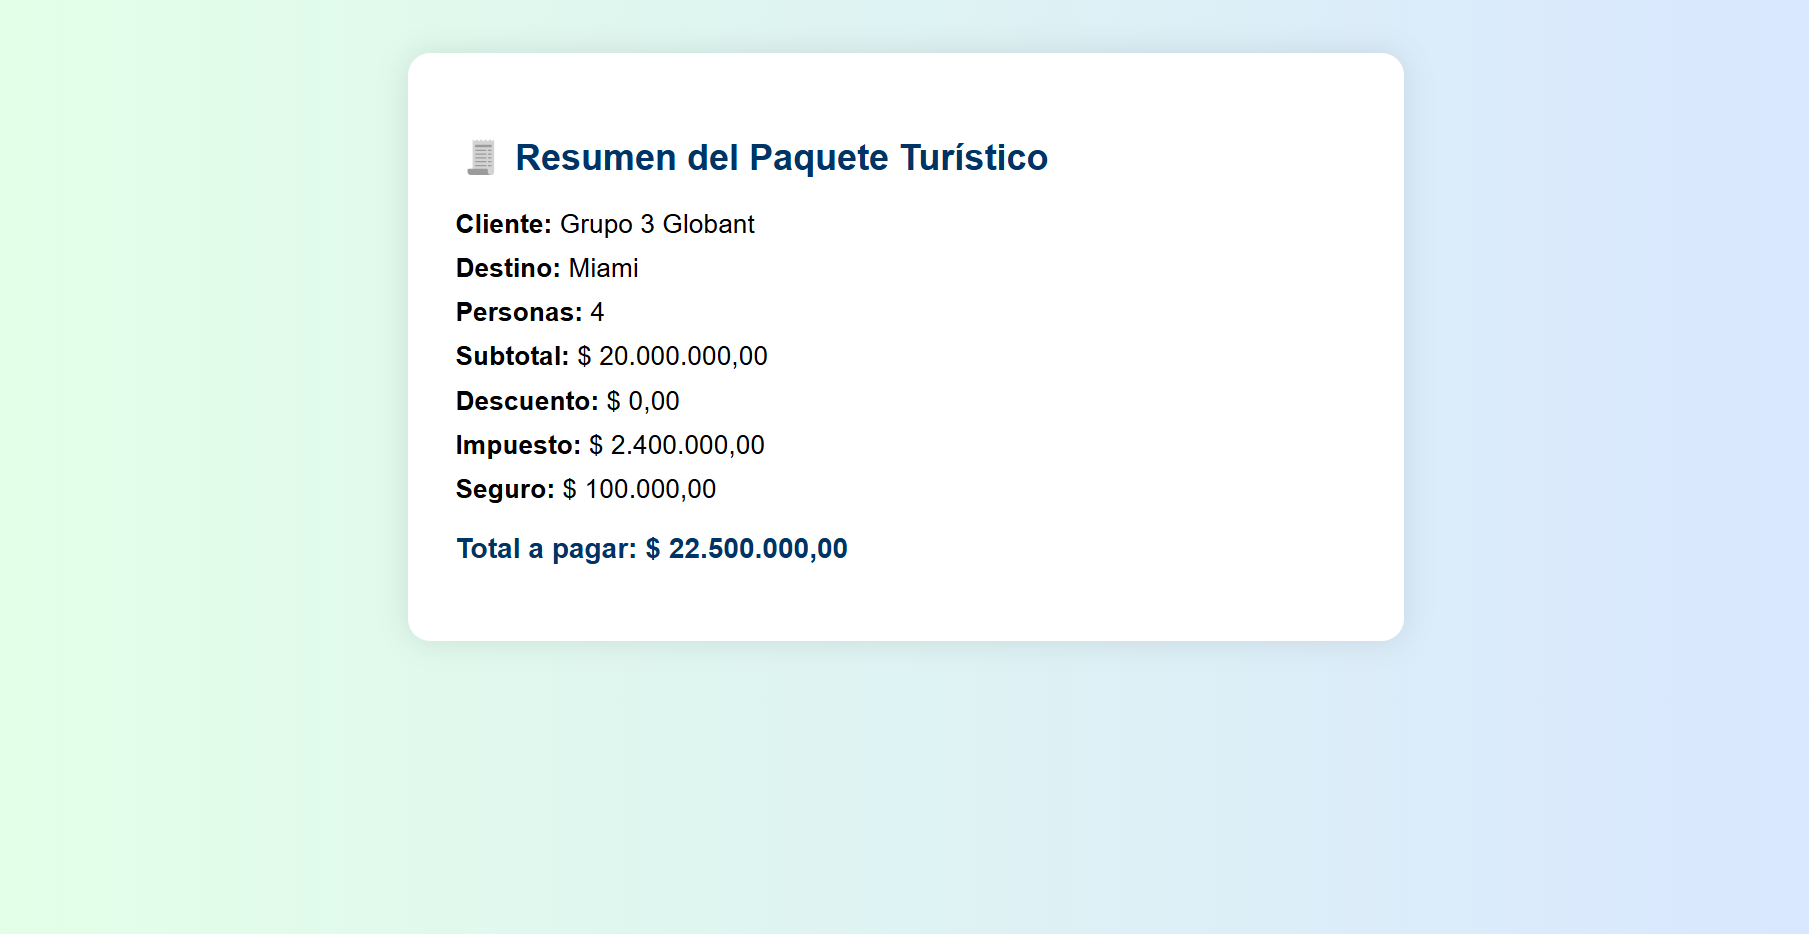 Resumen del Paquete Turístico
Cliente: Grupo 3 Globant
Destino: Miami
Personas: 4
Subtotal: $ 20.000.000,00
Descuento: $ 0,00
Impuesto: $ 2.400.000,00
Seguro: $ 100.000,00
Total a pagar: $ 22.500.000,00